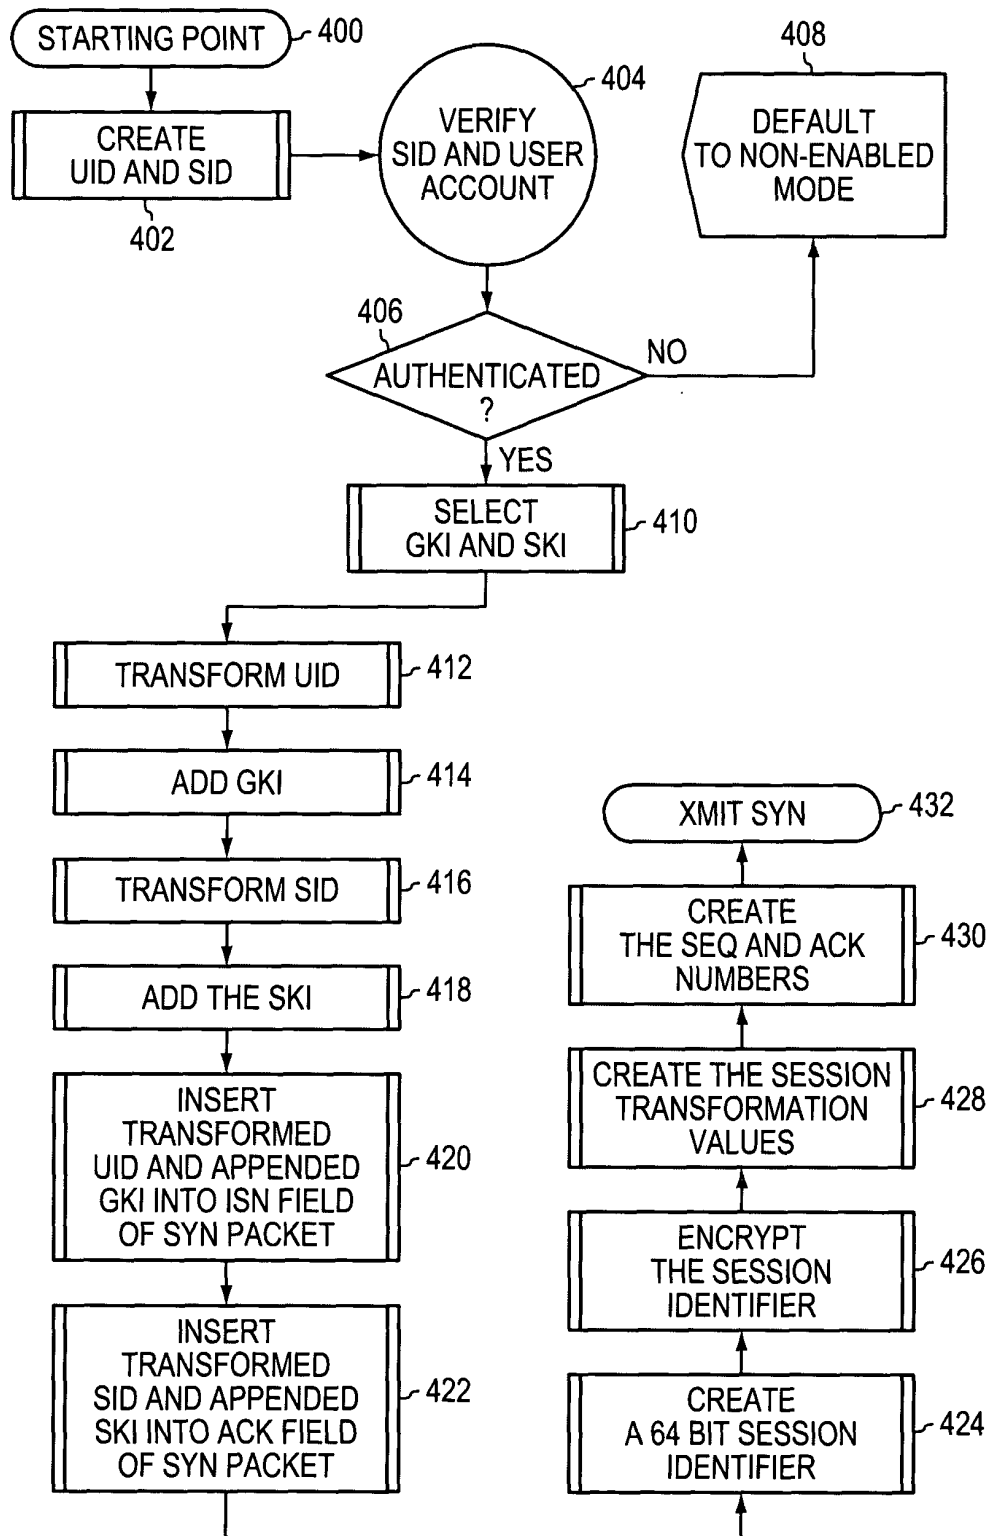 STARTING POINT
400
CREATE
UID AND SID
402
VERIFY
SID AND USER
ACCOUNT
404
408
DEFAULT
TO NON-ENABLED
MODE
406
AUTHENTICATED
?
NO
YES
SELECT
GKI AND SKI
410
TRANSFORM UID
412
ADD GKI
414
TRANSFORM SID
416
ADD THE SKI
418
INSERT
TRANSFORMED
UID AND APPENDED
GKI INTO ISN FIELD
OF SYN PACKET
420
INSERT
TRANSFORMED
SID AND APPENDED
SKI INTO ACK FIELD
OF SYN PACKET
422
XMIT SYN
432
CREATE
THE SEQ AND ACK
NUMBERS
430
CREATE THE SESSION
TRANSFORMATION
VALUES
428
ENCRYPT
THE SESSION
IDENTIFIER
426
CREATE
A 64 BIT SESSION
IDENTIFIER
424